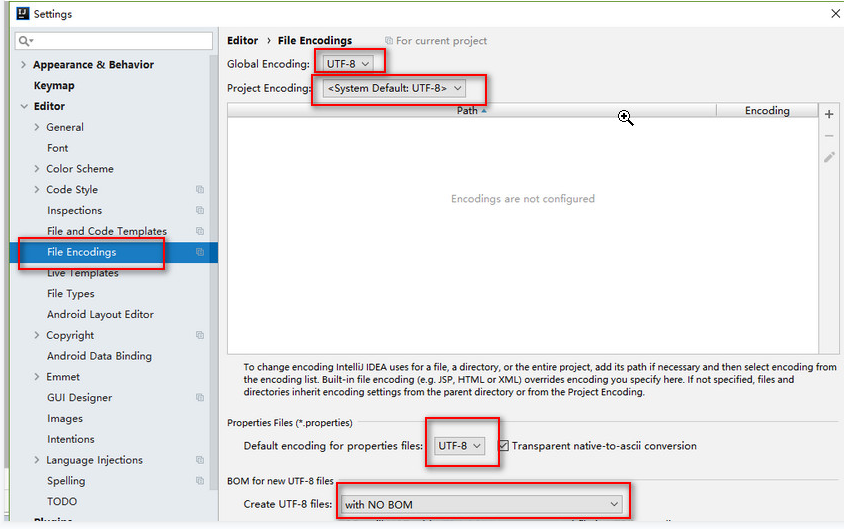 Settings
Editor › File Encodings For current project
Global Encoding: UTF-8
Project Encoding: <System Default: UTF-8>
Path Encoding
Encodings are not configured
Appearance & Behavior
Keymap
Editor
General
Font
Color Scheme
Code Style
Inspections
File and Code Templates
File Encodings
Live Templates
File Types
Android Layout Editor
Copyright
Android Data Binding
Emmet
GUI Designer
Images
Intentions
Language Injections
Spelling
TODO
To change encoding IntelliJ IDEA uses for a file, a directory, or the entire project, add its path if necessary and then select encoding from
the encoding list. Built-in file encoding (e.g. JSP, HTML or XML) overrides encoding you specify here. If not specified, files and
directories inherit encoding settings from the parent directory or from the Project Encoding.
Properties Files (*.properties)
Default encoding for properties files: UTF-8 Transparent native-to-ascii conversion
BOM for new UTF-8 files
Create UTF-8 files: with NO BOM